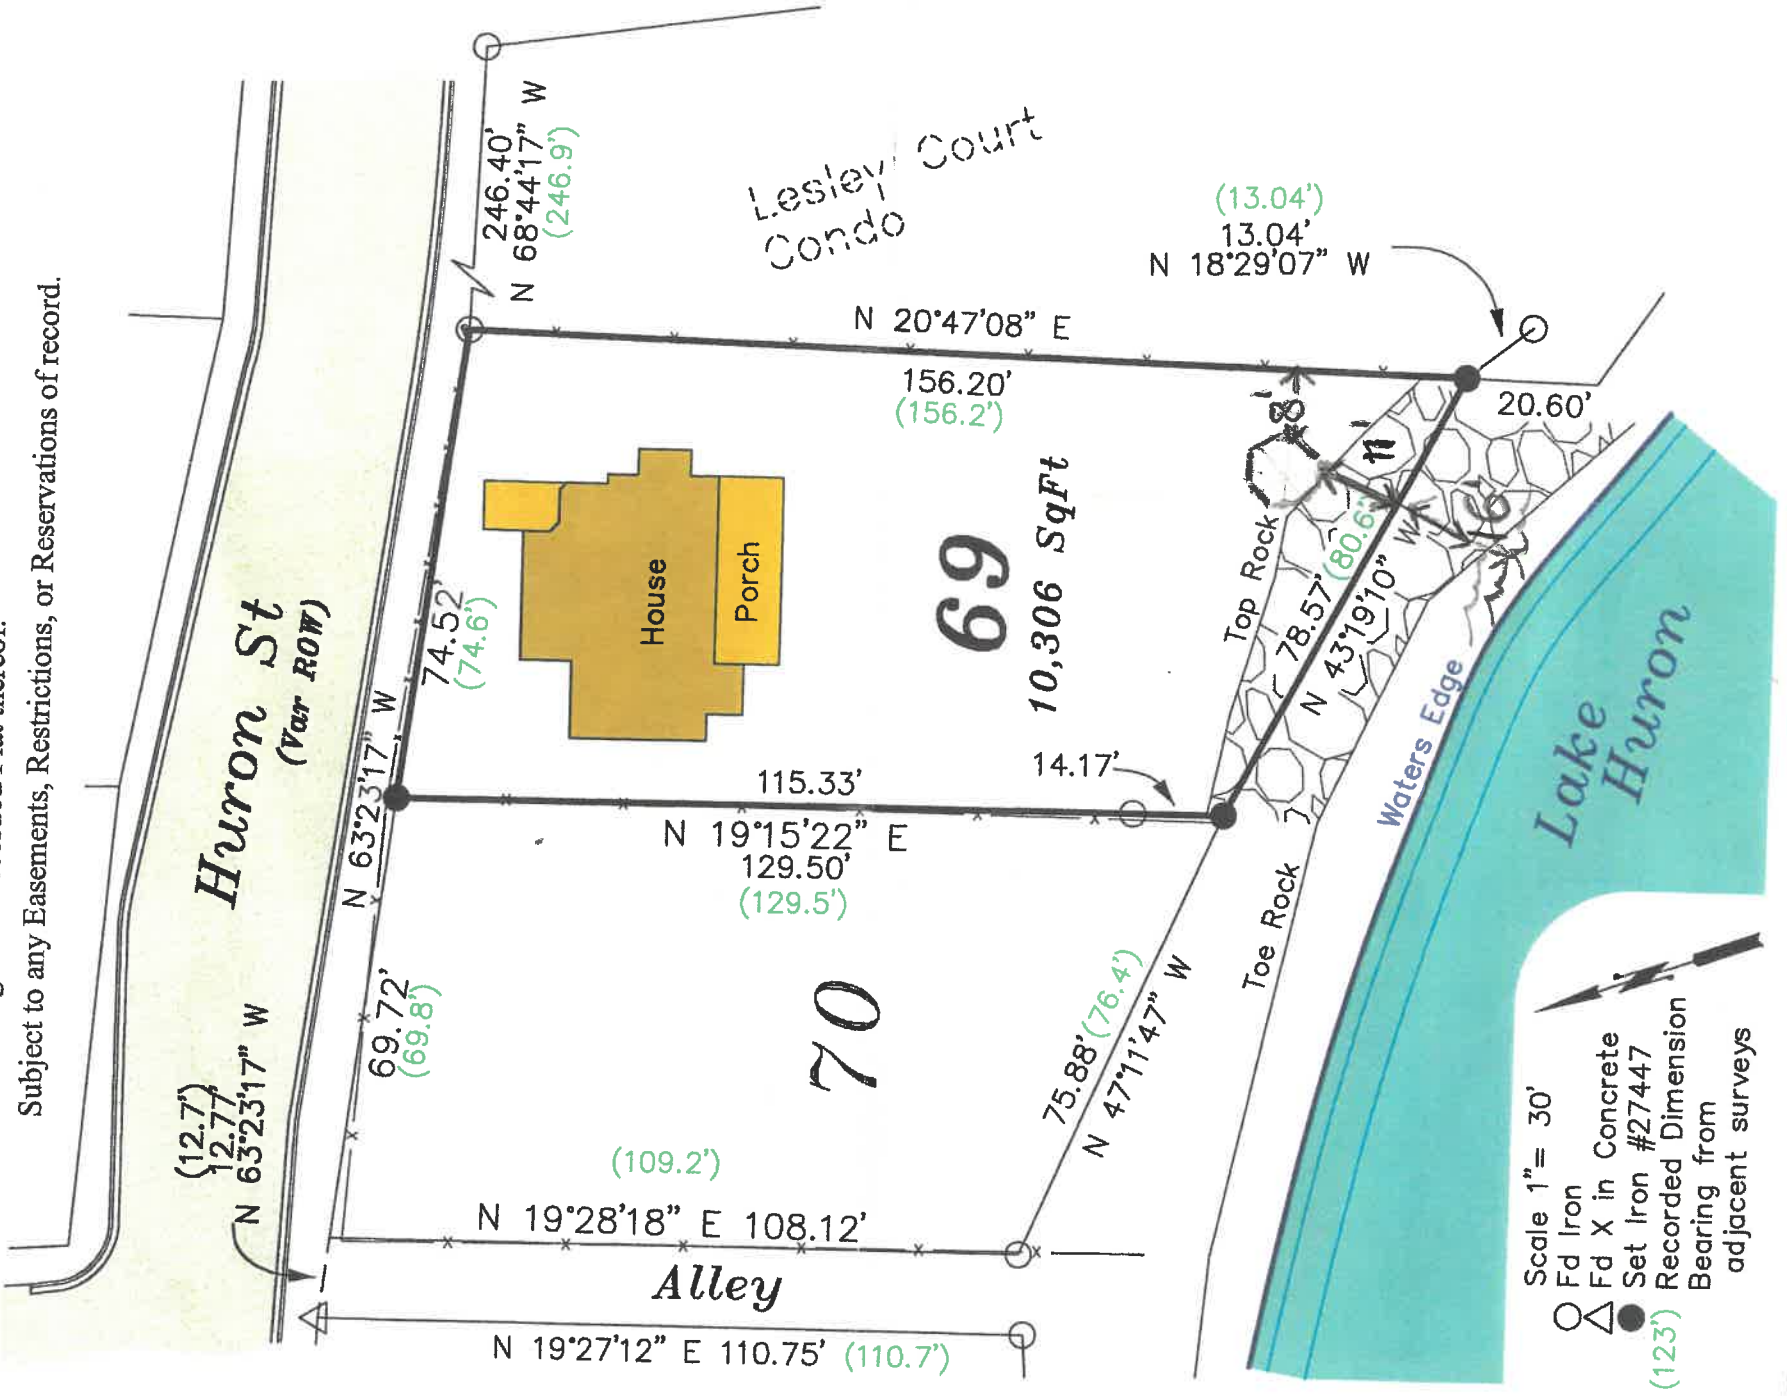 Subject to any Easements, Restrictions, or Reservations of record.
Huron St
(Var ROW)
(12.7')
12.77'
N 63°23'17" W
N 63°23'17" W
246.40'
N 68°44'17" W
(246.9')
Lesley Court
Condo
(13.04')
13.04'
N 18°29'07" W
N 20°47'08" E
156.20'
(156.2')
20.60'
74.52'
(74.6')
House
Porch
69
10,306 SqFt
8'
11'
16'
Top Rock
78.57' (80.6')
N 43°19'10" W
14.17'
115.33'
N 19°15'22" E
129.50'
(129.5')
69.72'
(69.8')
70
75.88' (76.4')
N 47°11'47" W
Toe Rock
Waters Edge
Lake
Huron
(109.2')
N 19°28'18" E 108.12'
Alley
N 19°27'12" E 110.75' (110.7')
Scale 1"= 30'
Fd Iron
Fd X in Concrete
Set Iron #27447
(123') Recorded Dimension
Bearing from
adjacent surveys